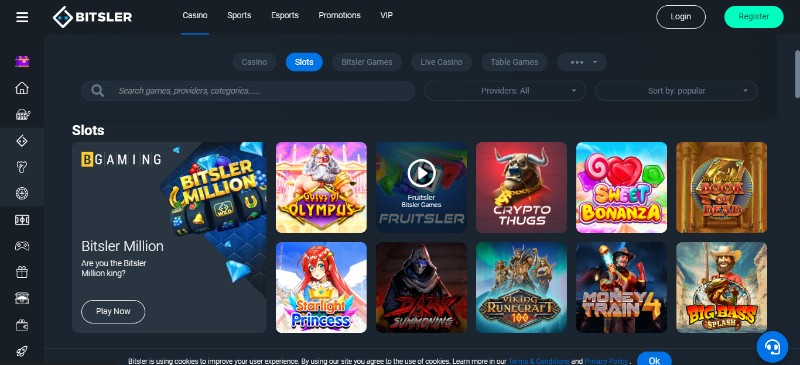 BITSLER
Casino
Sports
Esports
Promotions
VIP
Login
Register
Casino
Slots
Bitsler Games
Live Casino
Table Games
Search games, providers, categories......
Providers: All
Sort by: popular
Slots
BGAMING
BITSLER
MILLION
WILD
Bitsler Million
Are you the Bitsler
Million king?
Play Now
GATES OF
OLYMPUS
Fruitsler
Bitsler Games
FRUITSLER
CRYPTO
THUGS
SWEET
BONANZA
BOOK
OF
DEAD
Starlight
Princess
DARK
SUMMONING
VIKING
RUNECRAFT
100
MONEY
TRAIN 4
BIG BASS
SPLASH
Bitsler is using cookies to improve your user experience. By using our site you agree to the use of cookies. Learn more in our Terms & Conditions and Privacy Policy.
Ok